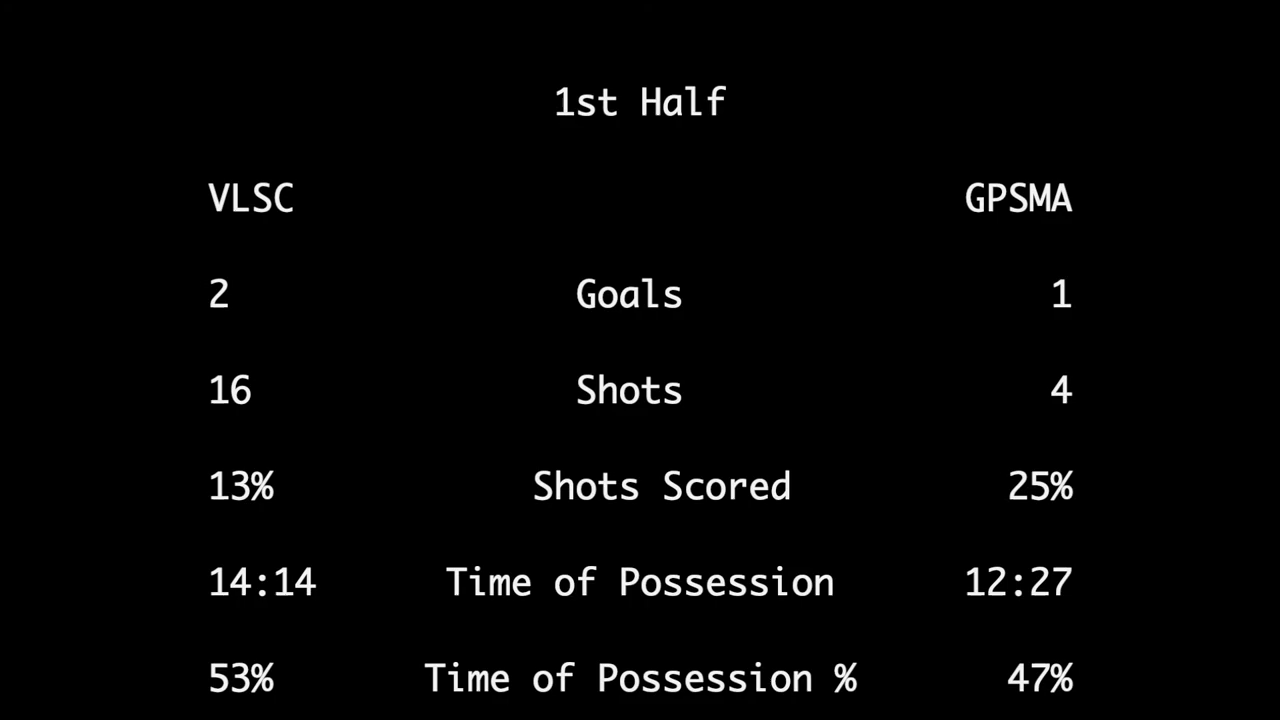 1st Half
VLSC GPSMA
2 Goals 1
16 Shots 4
13% Shots Scored 25%
14:14 Time of Possession 12:27
53% Time of Possession % 47%